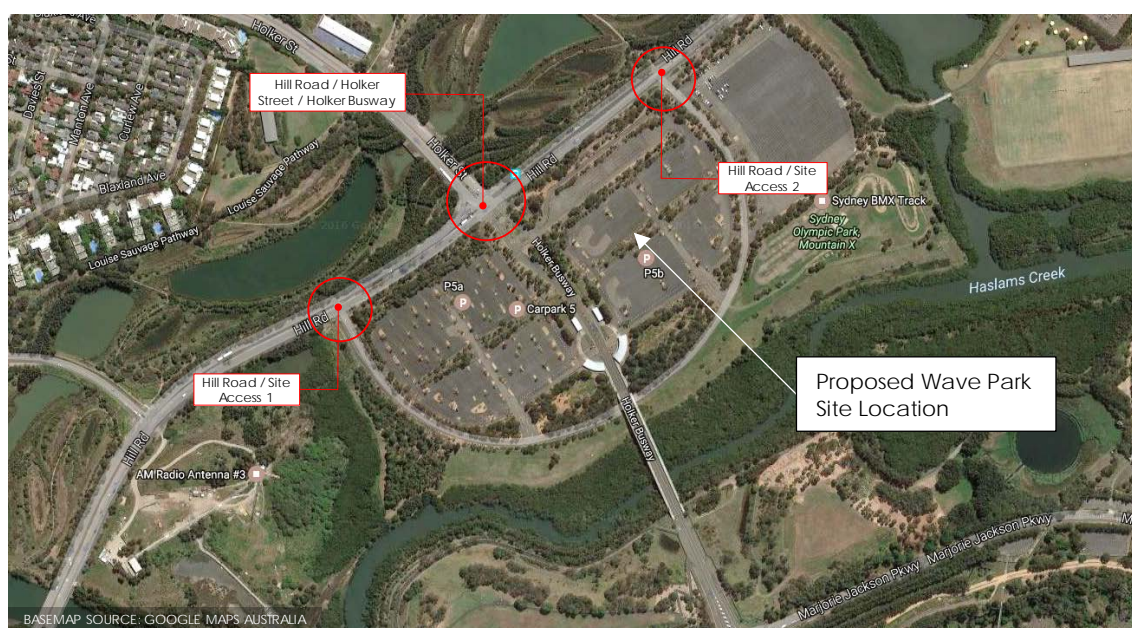 Holker St
Hill Rd
Hill Road / Holker
Street / Holker Busway
Davies St
Manton Ave
Curlew Ave
Holker St
Hill Rd
Hill Road / Site
Access 2
Blaxland Ave
Louise Sauvage Pathway
Sydney BMX Track
Sydney
Olympic Park,
Mountain X
Louise Sauvage Pathway
Holker Busway
P5b
P
Haslams Creek
P5a
P
P
Carpark 5
Hill Rd
Proposed Wave Park
Site Location
Hill Road / Site
Access 1
Holker Busway
Hill Rd
AM Radio Antenna #3
Marjorie Jackson Pkwy
Marjorie Jackson Pkwy
M
BASEMAP SOURCE: GOOGLE MAPS AUSTRALIA